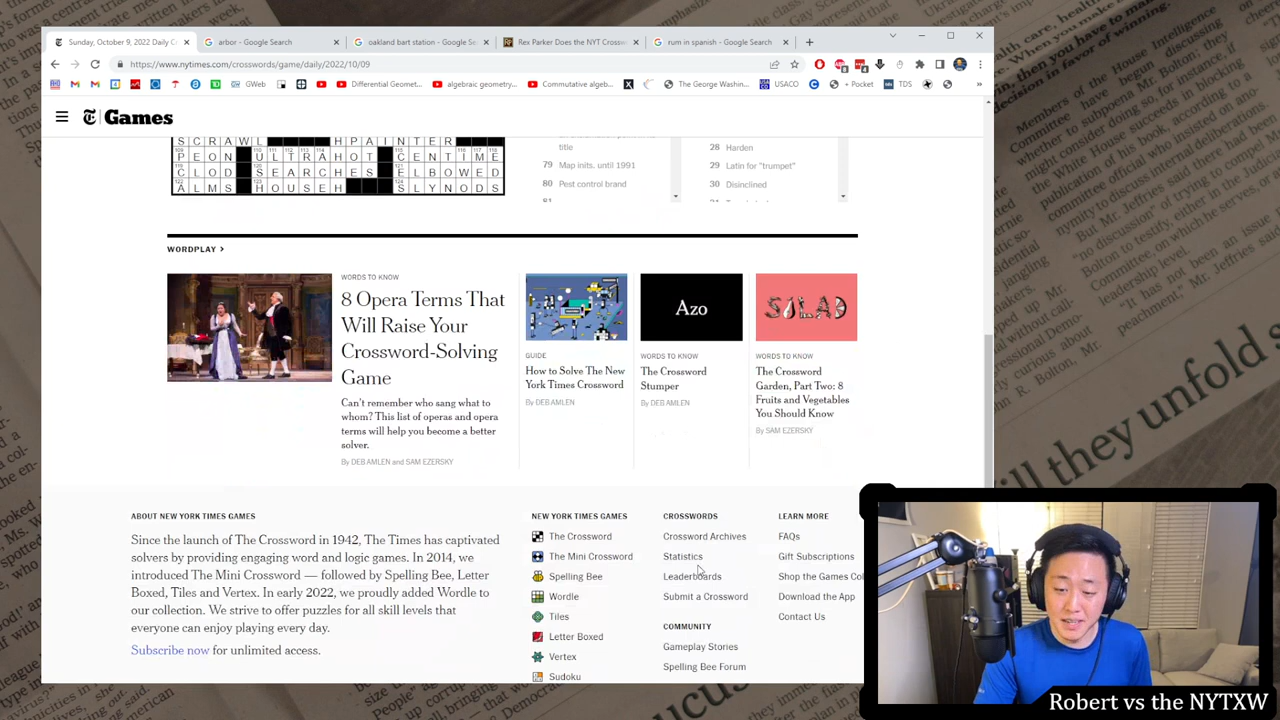 Sunday, October 9, 2022 Daily C
arbor - Google Search
oakland bart station - Google Se
Rex Parker Does the NYT Crossw
rum in spanish - Google Search
https://www.nytimes.com/crosswords/game/daily/2022/10/09
GWeb
Differential Geomet...
algebraic geometry...
Commutative algeb...
The George Washin...
USACO
+ Pocket
TDS
Games
S C R A W L H P A I N T E R
P E O N U L T R A H O T C E N T I M E
C L O D S E A R C H E S E L B O W E D
A L M S H O U S E H S L Y N O D S
title
79 Map inits. until 1991
80 Pest control brand
81
28 Harden
29 Latin for "trumpet"
30 Disinclined
WORDPLAY >
WORDS TO KNOW
8 Opera Terms That
Will Raise Your
Crossword-Solving
Game
Can't remember who sang what to
whom? This list of operas and opera
terms will help you become a better
solver.
By DEB AMLEN and SAM EZERSKY
GUIDE
How to Solve The New
York Times Crossword
By DEB AMLEN
Azo
WORDS TO KNOW
The Crossword
Stumper
By DEB AMLEN
SALAD
WORDS TO KNOW
The Crossword
Garden, Part Two: 8
Fruits and Vegetables
You Should Know
By SAM EZERSKY
ABOUT NEW YORK TIMES GAMES
Since the launch of The Crossword in 1942, The Times has captivated
solvers by providing engaging word and logic games. In 2014, we
introduced The Mini Crossword — followed by Spelling Bee, Letter
Boxed, Tiles and Vertex. In early 2022, we proudly added Wordle to
our collection. We strive to offer puzzles for all skill levels that
everyone can enjoy playing every day.
Subscribe now for unlimited access.
NEW YORK TIMES GAMES
The Crossword
The Mini Crossword
Spelling Bee
Wordle
Tiles
Letter Boxed
Vertex
Sudoku
CROSSWORDS
Crossword Archives
Statistics
Leaderboards
Submit a Crossword
COMMUNITY
Gameplay Stories
Spelling Bee Forum
LEARN MORE
FAQs
Gift Subscriptions
Shop the Games Col
Download the App
Contact Us
they unfold
Robert vs the NYTXW